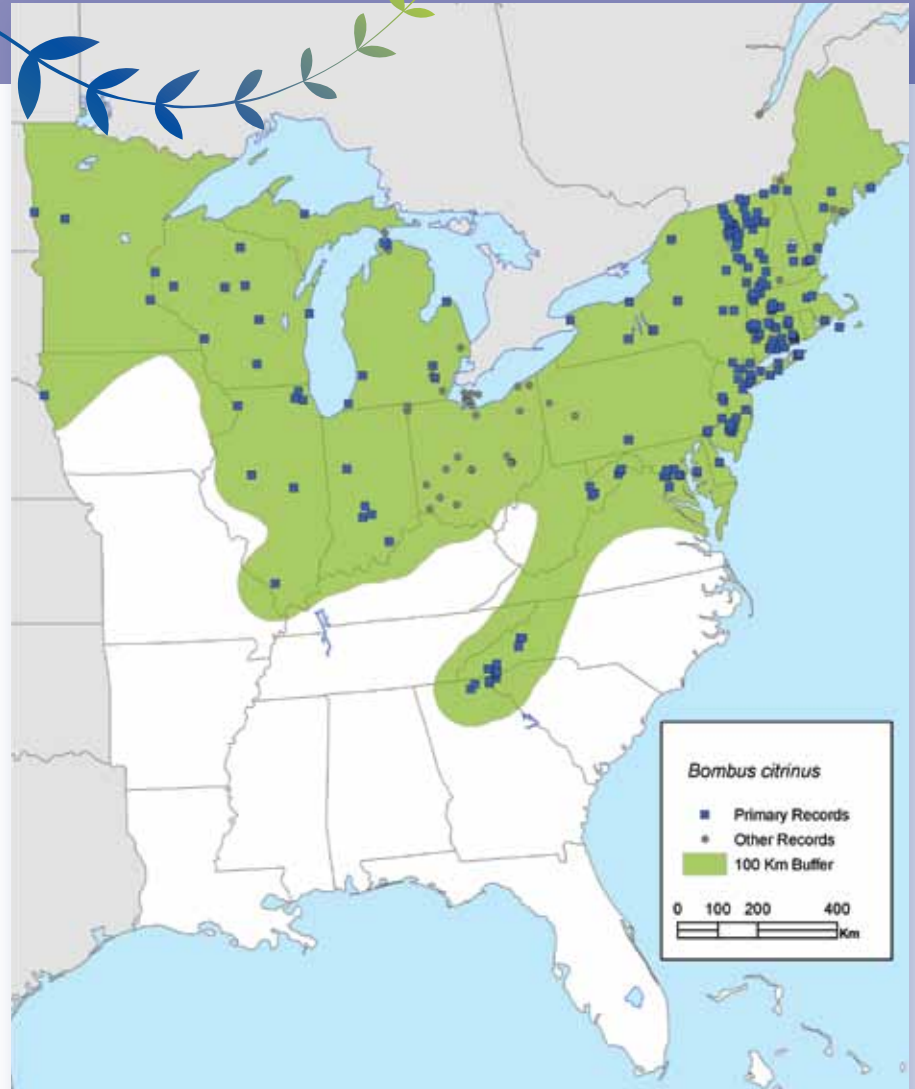 Bombus citrinus
Primary Records
Other Records
100 Km Buffer
0 100 200 400
Km